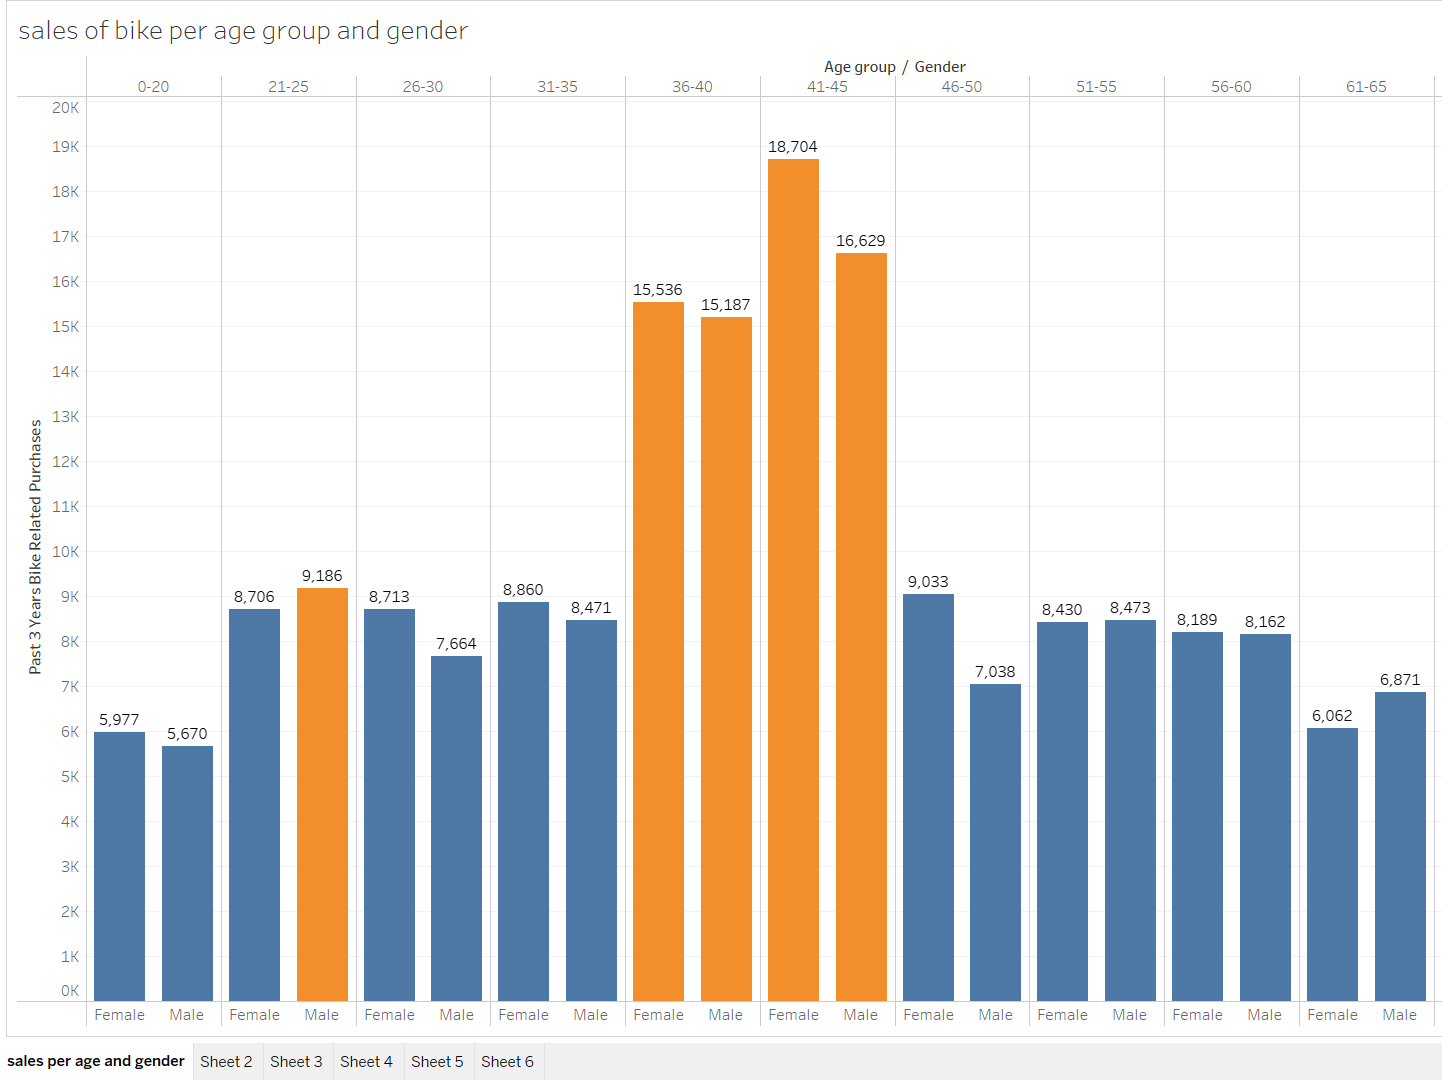 sales of bike per age group and gender
Age group / Gender
0-20 21-25 26-30 31-35 36-40 41-45 46-50 51-55 56-60 61-65
Past 3 Years Bike Related Purchases
20K
19K
18K
17K
16K
15K
14K
13K
12K
11K
10K
9K
8K
7K
6K
5K
4K
3K
2K
1K
0K
5,977 5,670 8,706 9,186 8,713 7,664 8,860 8,471 15,536 15,187 18,704 16,629 9,033 7,038 8,430 8,473 8,189 8,162 6,062 6,871
Female Male Female Male Female Male Female Male Female Male Female Male Female Male Female Male Female Male Female Male
sales per age and gender Sheet 2 Sheet 3 Sheet 4 Sheet 5 Sheet 6